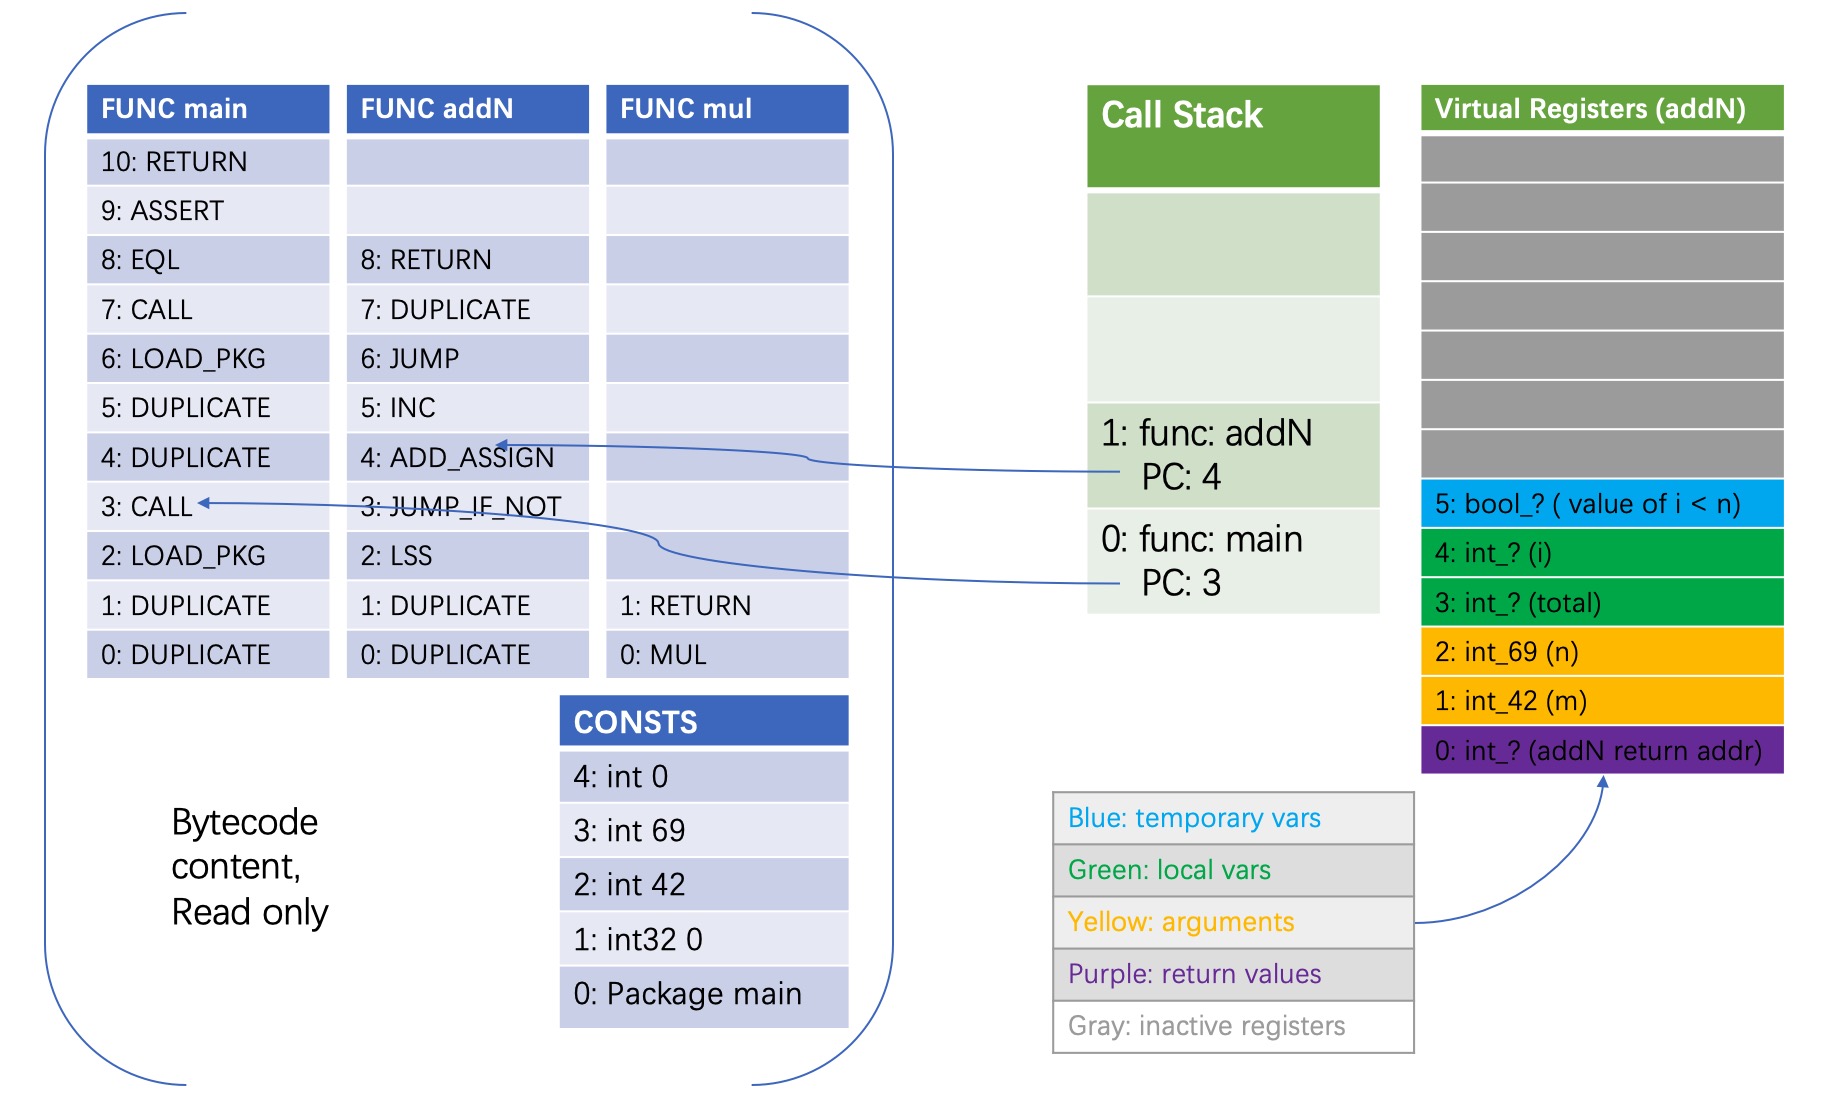 FUNC main
10: RETURN
9: ASSERT
8: EQL
7: CALL
6: LOAD_PKG
5: DUPLICATE
4: DUPLICATE
3: CALL
2: LOAD_PKG
1: DUPLICATE
0: DUPLICATE
FUNC addN
8: RETURN
7: DUPLICATE
6: JUMP
5: INC
4: ADD_ASSIGN
3: JUMP_IF_NOT
2: LSS
1: DUPLICATE
0: DUPLICATE
FUNC mul
1: RETURN
0: MUL
CONSTS
4: int 0
3: int 69
2: int 42
1: int32 0
0: Package main
Bytecode
content,
Read only
Call Stack
1: func: addN
PC: 4
0: func: main
PC: 3
Virtual Registers (addN)
5: bool_? ( value of i < n)
4: int_? (i)
3: int_? (total)
2: int_69 (n)
1: int_42 (m)
0: int_? (addN return addr)
Blue: temporary vars
Green: local vars
Yellow: arguments
Purple: return values
Gray: inactive registers